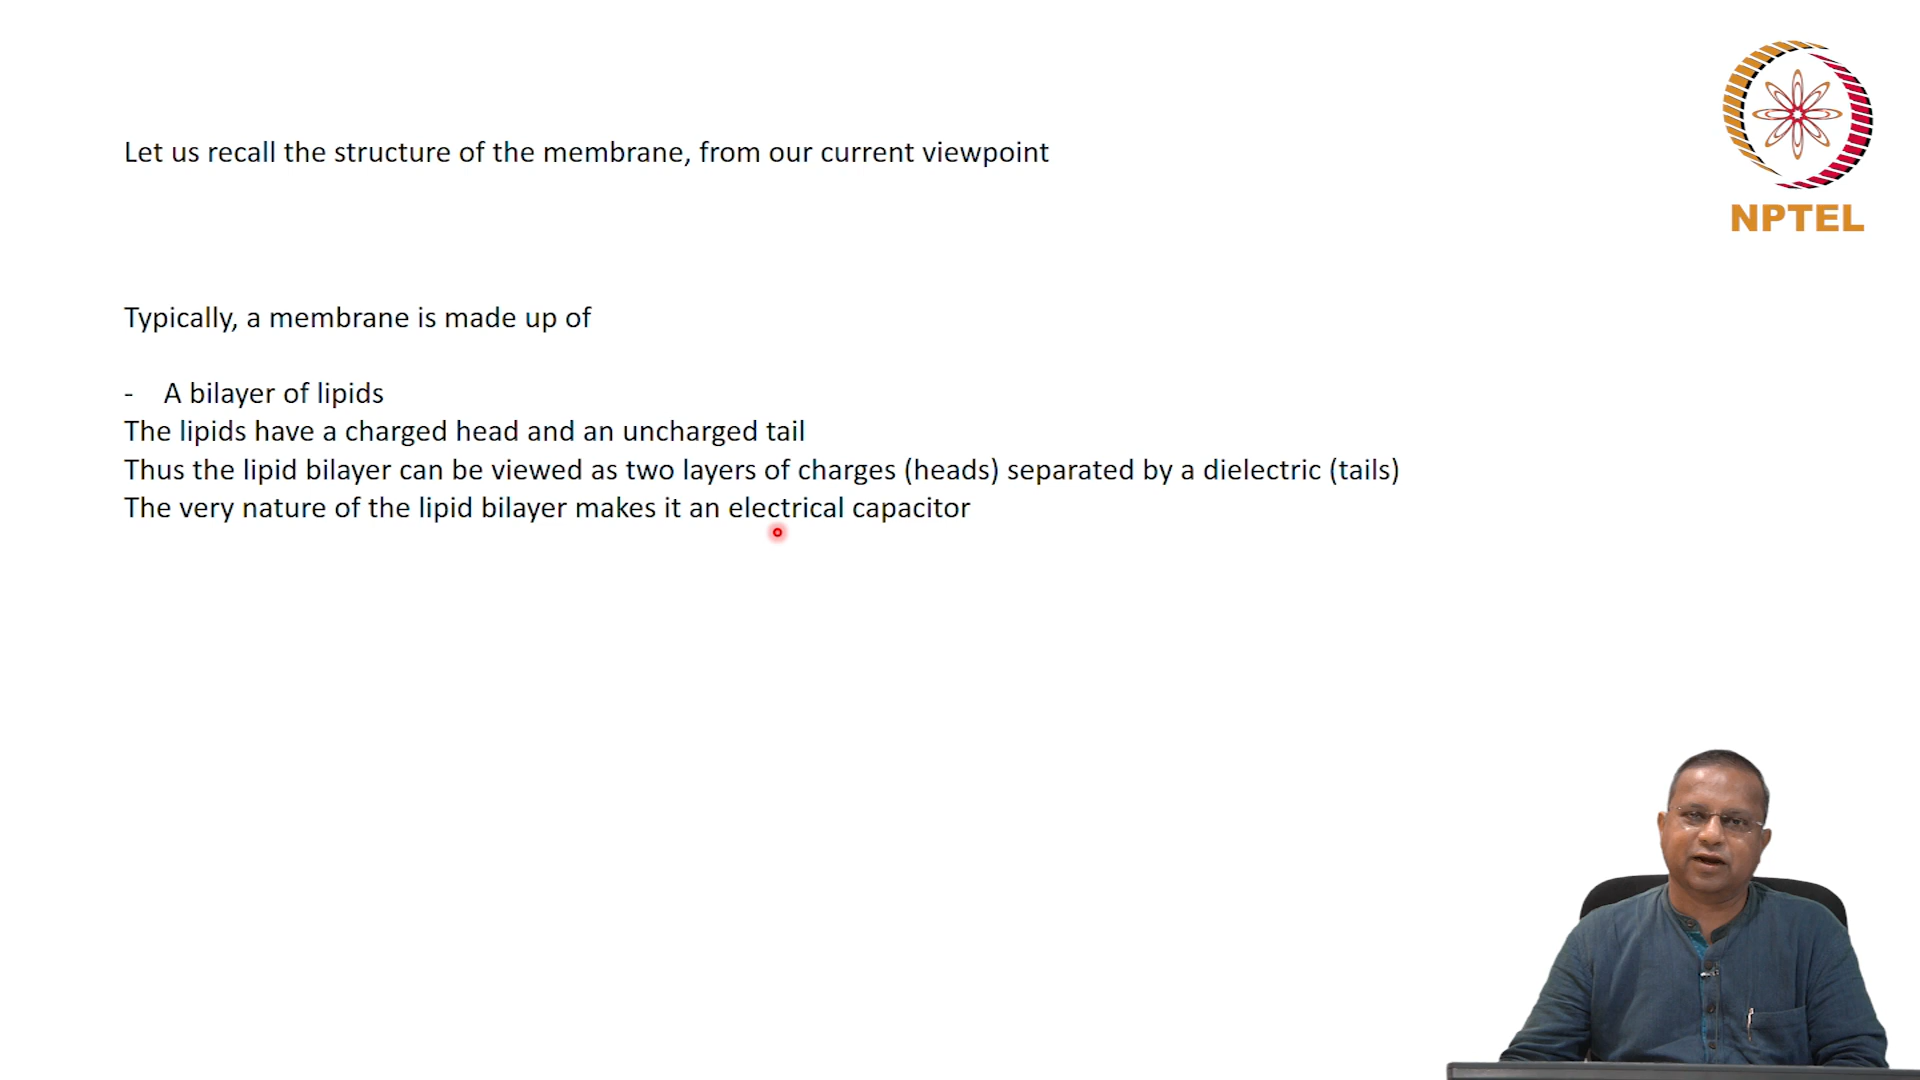 Let us recall the structure of the membrane, from our current viewpoint
NPTEL
Typically, a membrane is made up of
- A bilayer of lipids
The lipids have a charged head and an uncharged tail
Thus the lipid bilayer can be viewed as two layers of charges (heads) separated by a dielectric (tails)
The very nature of the lipid bilayer makes it an electrical capacitor